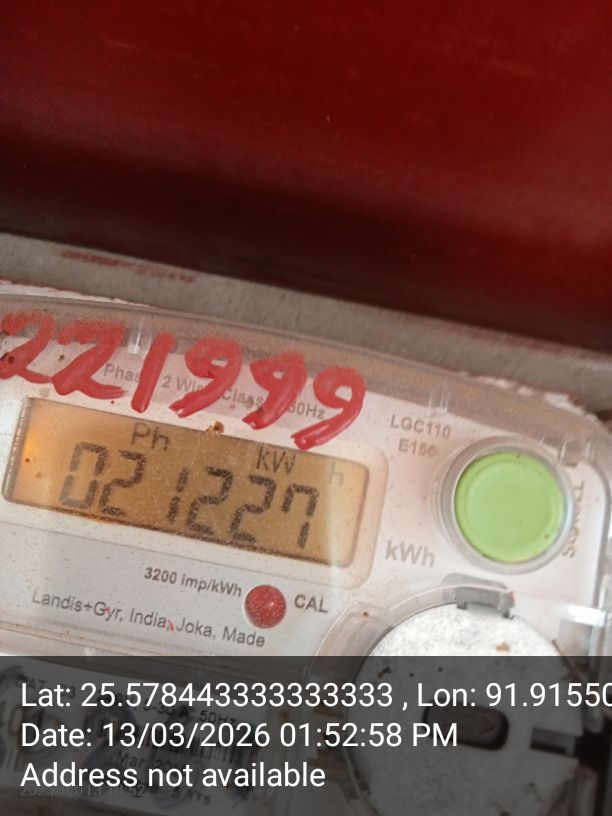 221999
Phase 2 Wire Class 50Hz
LGC110
E150
Ph kW h
021227
kWh
3200 imp/kWh
CAL
Landis+Gyr, India, Joka, Made
Lat: 25.578443333333333 , Lon: 91.91550
Date: 13/03/2026 01:52:58 PM
Address not available